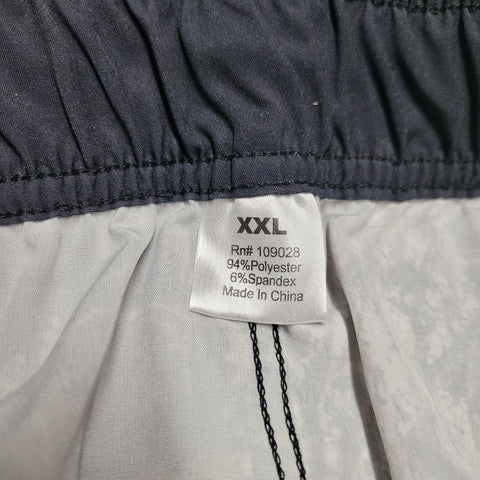 XXL
Rn# 109028
94%Polyester
6%Spandex
Made In China